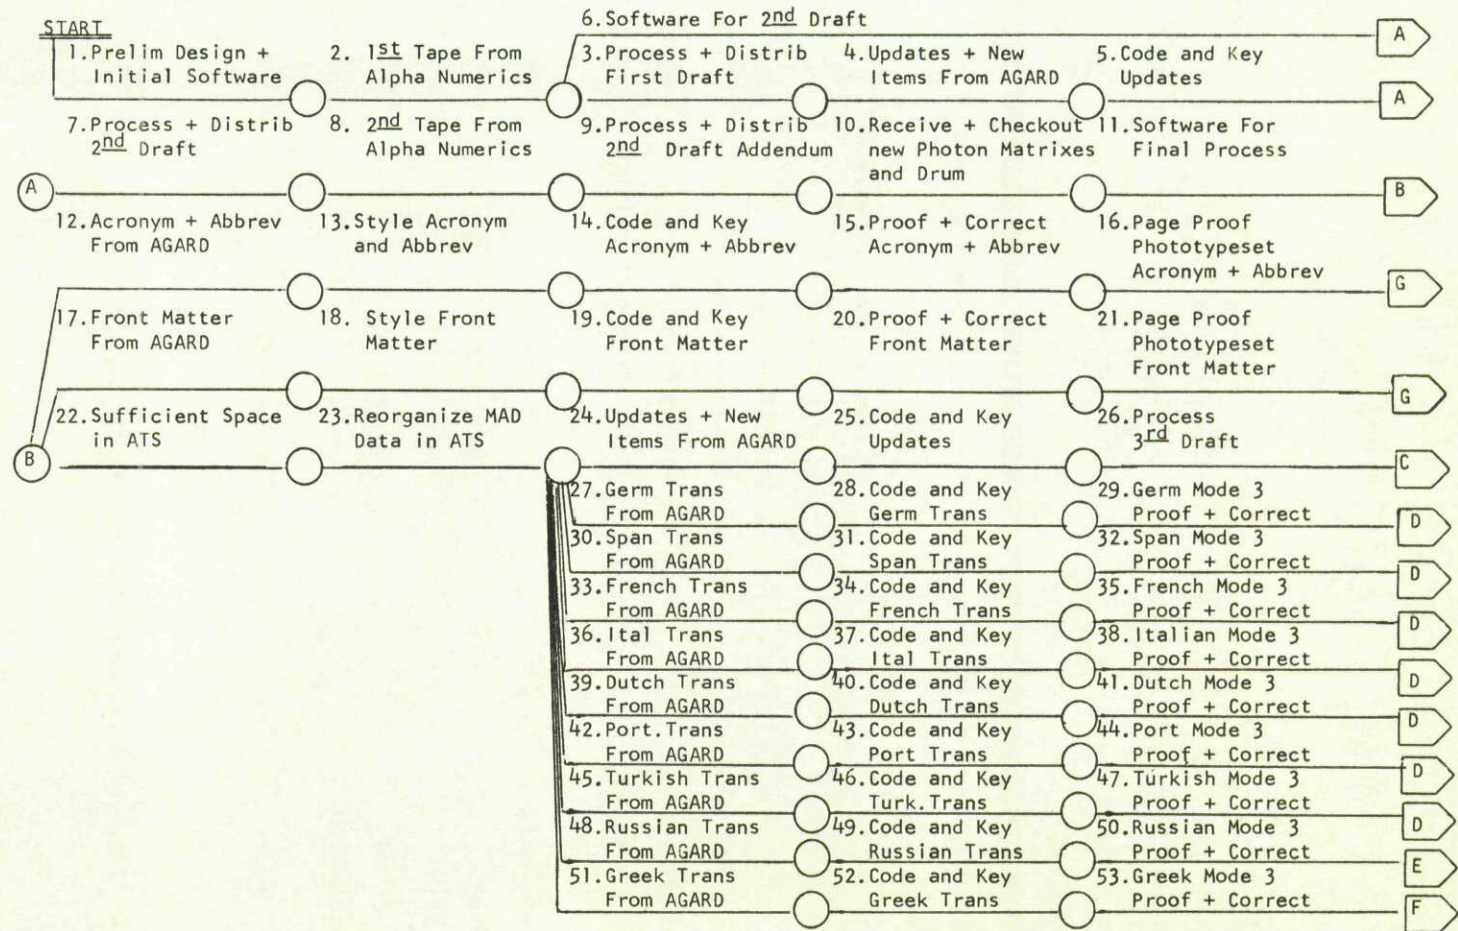 START
6.Software For 2nd Draft
A
1.Prelim Design +
Initial Software
2. 1st Tape From
Alpha Numerics
3.Process + Distrib
First Draft
4.Updates + New
Items From AGARD
5.Code and Key
Updates
A
7.Process + Distrib
2nd Draft
8. 2nd Tape From
Alpha Numerics
9.Process + Distrib
2nd Draft Addendum
10.Receive + Checkout
new Photon Matrixes
and Drum
11.Software For
Final Process
A
B
12.Acronym + Abbrev
From AGARD
13.Style Acronym
and Abbrev
14.Code and Key
Acronym + Abbrev
15.Proof + Correct
Acronym + Abbrev
16.Page Proof
Phototypeset
Acronym + Abbrev
G
17.Front Matter
From AGARD
18. Style Front
Matter
19.Code and Key
Front Matter
20.Proof + Correct
Front Matter
21.Page Proof
Phototypeset
Front Matter
G
22.Sufficient Space
in ATS
23.Reorganize MAD
Data in ATS
24.Updates + New
Items From AGARD
25.Code and Key
Updates
26.Process
3rd Draft
B
C
27.Germ Trans
From AGARD
28.Code and Key
Germ Trans
29.Germ Mode 3
Proof + Correct
D
30.Span Trans
From AGARD
31.Code and Key
Span Trans
32.Span Mode 3
Proof + Correct
D
33.French Trans
From AGARD
34.Code and Key
French Trans
35.French Mode 3
Proof + Correct
D
36.Ital Trans
From AGARD
37.Code and Key
Ital Trans
38.Italian Mode 3
Proof + Correct
D
39.Dutch Trans
From AGARD
40.Code and Key
Dutch Trans
41.Dutch Mode 3
Proof + Correct
D
42.Port.Trans
From AGARD
43.Code and Key
Port Trans
44.Port Mode 3
Proof + Correct
D
45.Turkish Trans
From AGARD
46.Code and Key
Turk.Trans
47.Turkish Mode 3
Proof + Correct
D
48.Russian Trans
From AGARD
49.Code and Key
Russian Trans
50.Russian Mode 3
Proof + Correct
E
51.Greek Trans
From AGARD
52.Code and Key
Greek Trans
53.Greek Mode 3
Proof + Correct
F